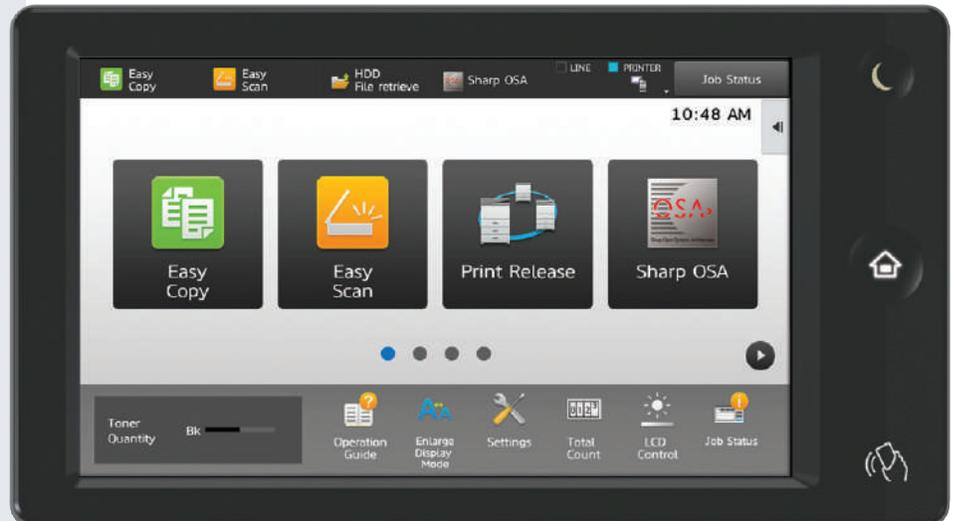 Easy
Copy
Easy
Scan
HDD
File retrieve
Sharp OSA
LINE
PRINTER
Job Status
10:48 AM
Easy
Copy
Easy
Scan
Print Release
OSA
Sharp OSA
Toner
Quantity
Bk
Operation
Guide
Enlarge
Display
Mode
Settings
Total
Count
LCD
Control
Job Status